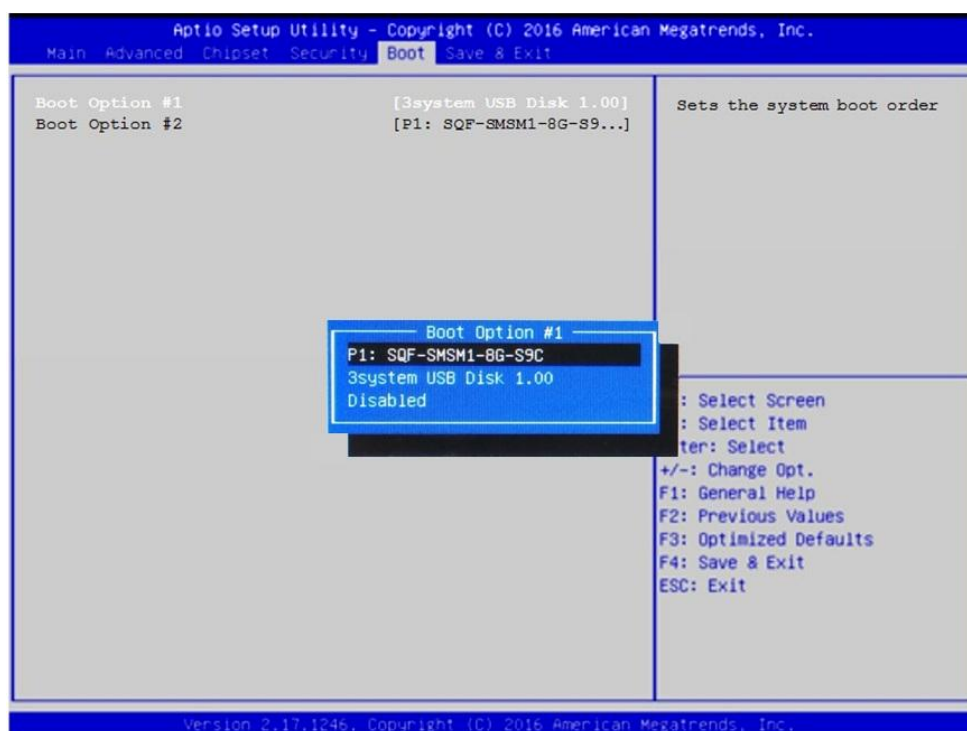 Aptio Setup Utility - Copyright (C) 2016 American Megatrends, Inc.
Main Advanced Chipset Security Boot Save & Exit
Boot Option #1 [3system USB Disk 1.00]
Boot Option #2 [P1: SQF-SMSM1-8G-S9...]
Sets the system boot order
Boot Option #1
P1: SQF-SMSM1-8G-S9C
3system USB Disk 1.00
Disabled
: Select Screen
: Select Item
ter: Select
+/-: Change Opt.
F1: General Help
F2: Previous Values
F3: Optimized Defaults
F4: Save & Exit
ESC: Exit
Version 2.17.1246. Copyright (C) 2016 American Megatrends, Inc.